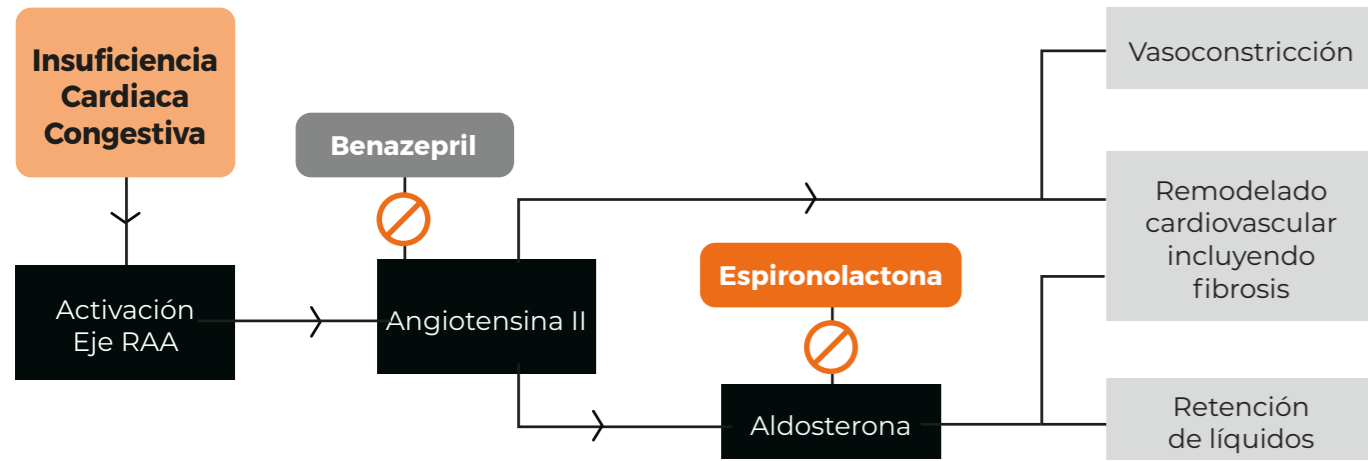 Insuficiencia
Cardiaca
Congestiva
Benazepril
Vasoconstricción
Remodelado
cardiovascular
incluyendo
fibrosis
Espironolactona
Activación
Eje RAA
Angiotensina II
Aldosterona
Retención
de líquidos